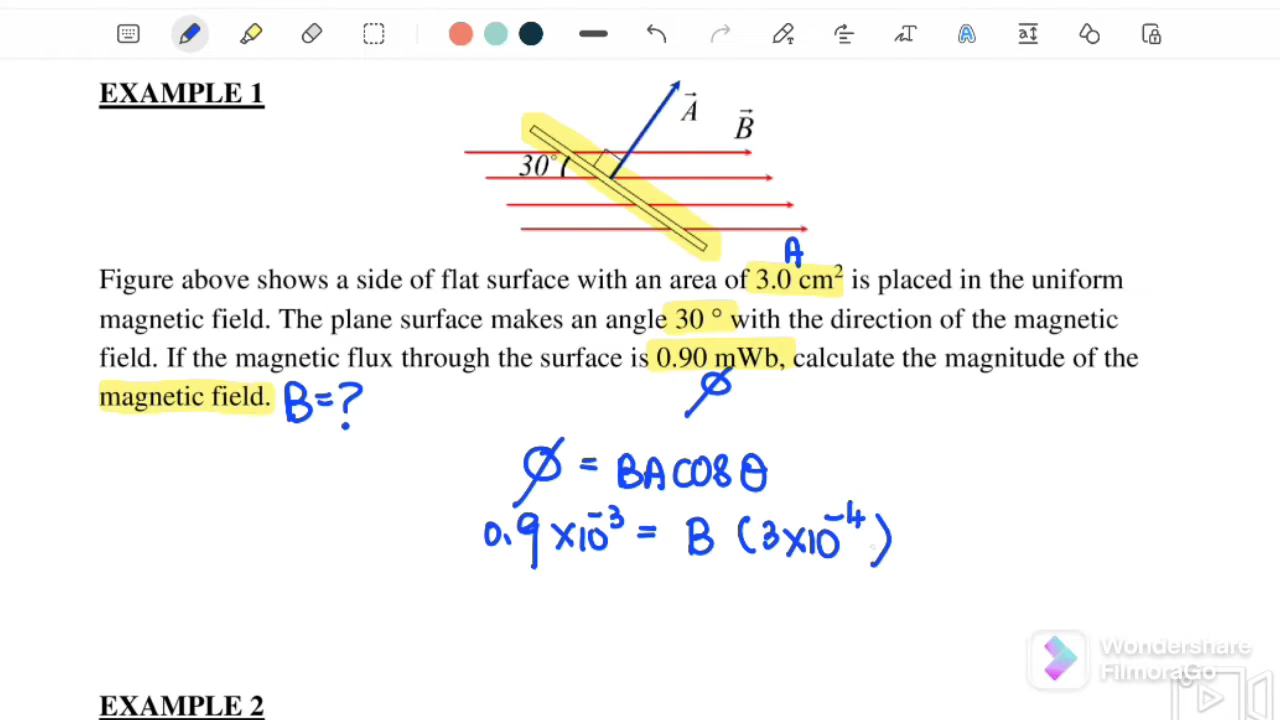 EXAMPLE 1
A⃗
B⃗
30°
A
Figure above shows a side of flat surface with an area of 3.0 cm² is placed in the uniform
magnetic field. The plane surface makes an angle 30 ° with the direction of the magnetic
field. If the magnetic flux through the surface is 0.90 mWb, calculate the magnitude of the
magnetic field. B = ?
Ø
Ø = BA cos θ
0.9 × 10⁻³ = B (3 × 10⁻⁴)
Wondershare
FilmoraGo
EXAMPLE 2